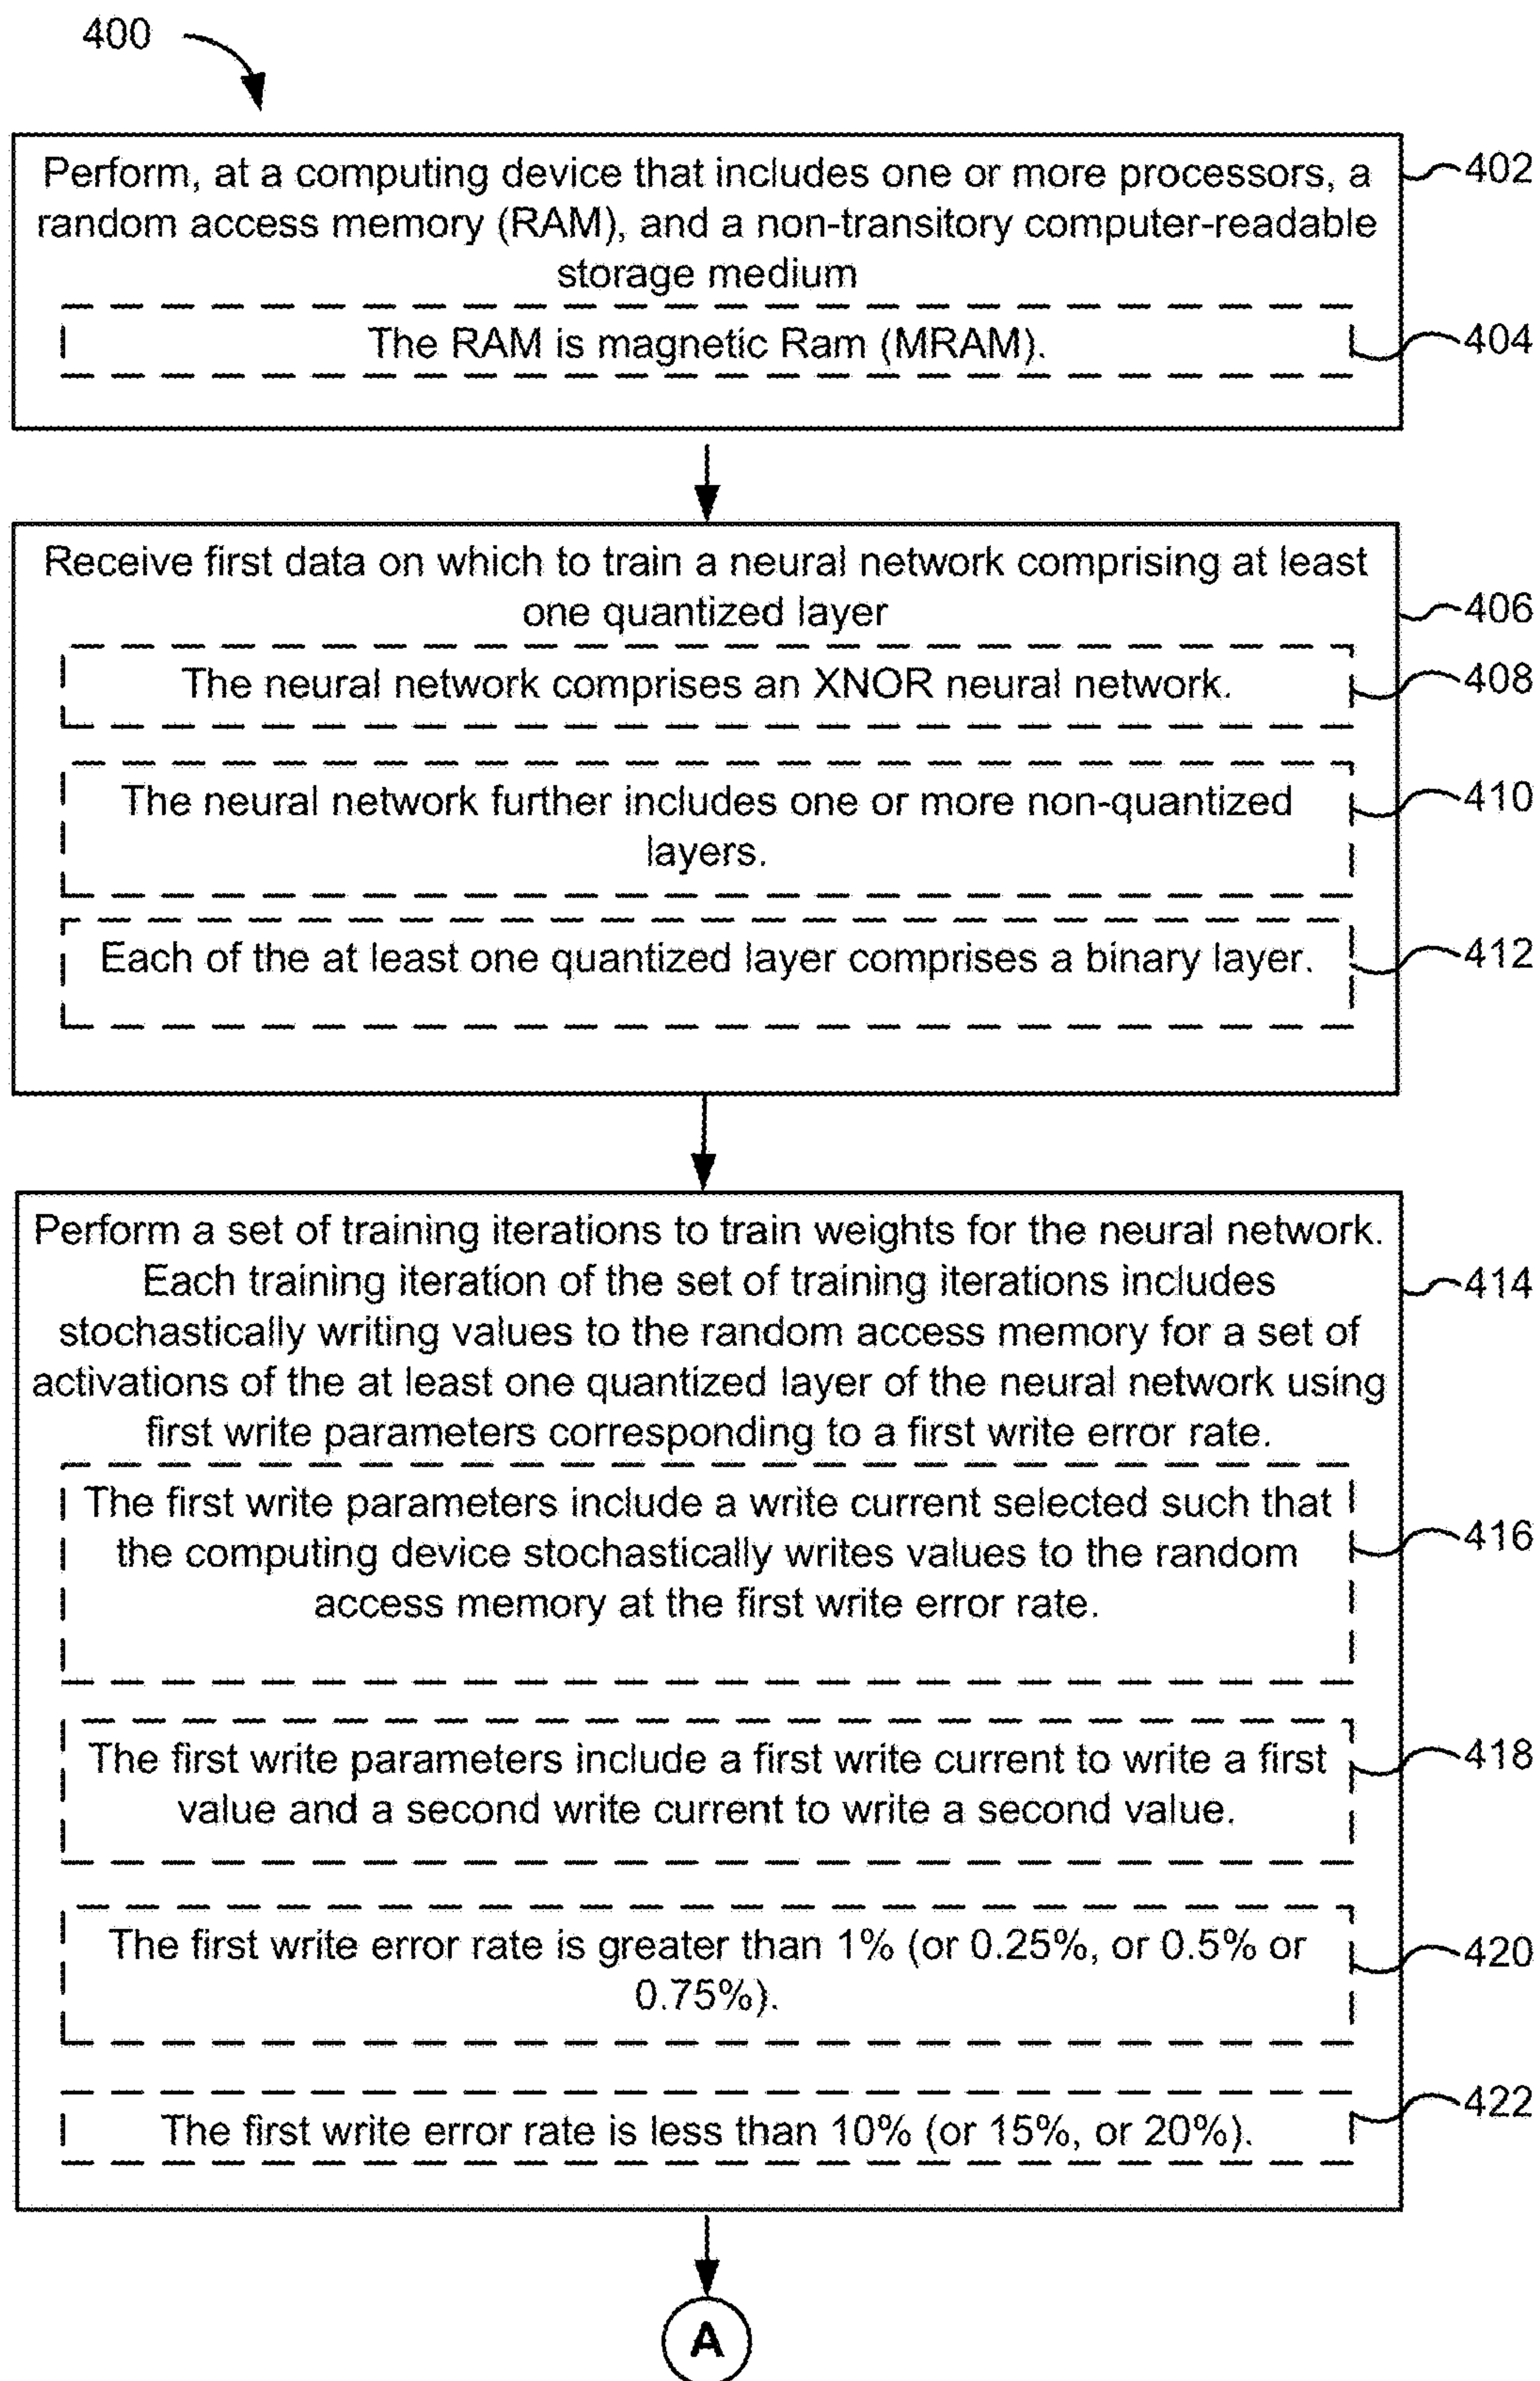 400
Perform, at a computing device that includes one or more processors, a
random access memory (RAM), and a non-transitory computer-readable
storage medium
402
The RAM is magnetic Ram (MRAM).
404
Receive first data on which to train a neural network comprising at least
one quantized layer
406
The neural network comprises an XNOR neural network.
408
The neural network further includes one or more non-quantized
layers.
410
Each of the at least one quantized layer comprises a binary layer.
412
Perform a set of training iterations to train weights for the neural network.
Each training iteration of the set of training iterations includes
stochastically writing values to the random access memory for a set of
activations of the at least one quantized layer of the neural network using
first write parameters corresponding to a first write error rate.
414
The first write parameters include a write current selected such that
the computing device stochastically writes values to the random
access memory at the first write error rate.
416
The first write parameters include a first write current to write a first
value and a second write current to write a second value.
418
The first write error rate is greater than 1% (or 0.25%, or 0.5% or
0.75%).
420
The first write error rate is less than 10% (or 15%, or 20%).
422
A